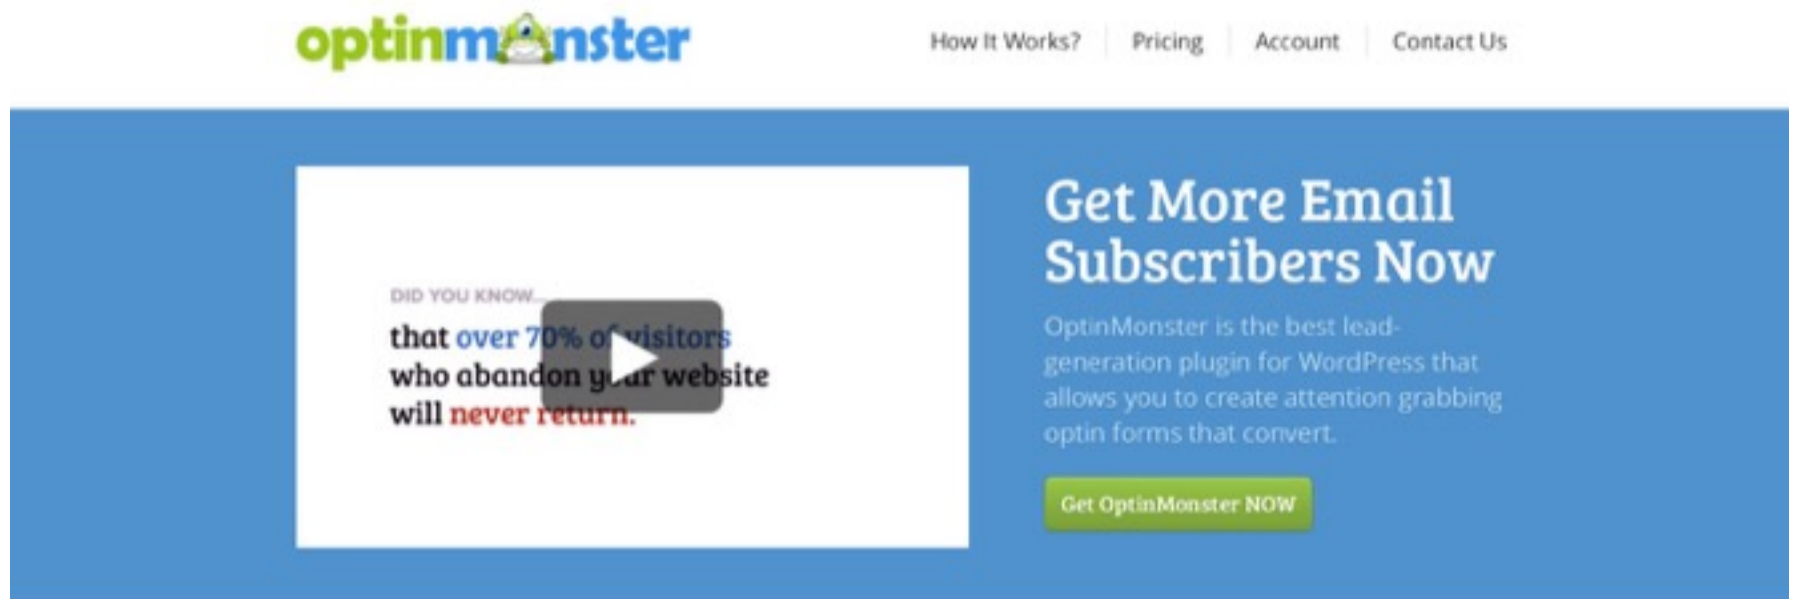 optinmonster
How It Works?
Pricing
Account
Contact Us
DID YOU KNOW...
that over 70% of visitors
who abandon your website
will never return.
Get More Email
Subscribers Now
OptinMonster is the best lead-
generation plugin for WordPress that
allows you to create attention grabbing
optin forms that convert.
Get OptinMonster NOW